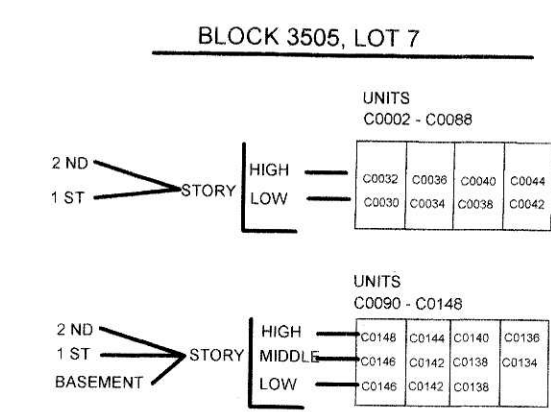 BLOCK 3505, LOT 7
UNITS
C0002 - C0088
2 ND
1 ST
STORY
HIGH
LOW
C0032 C0036 C0040 C0044
C0030 C0034 C0038 C0042
UNITS
C0090 - C0148
2 ND
1 ST
BASEMENT
STORY
HIGH
MIDDLE
LOW
C0148 C0144 C0140 C0136
C0146 C0142 C0138 C0134
C0146 C0142 C0138